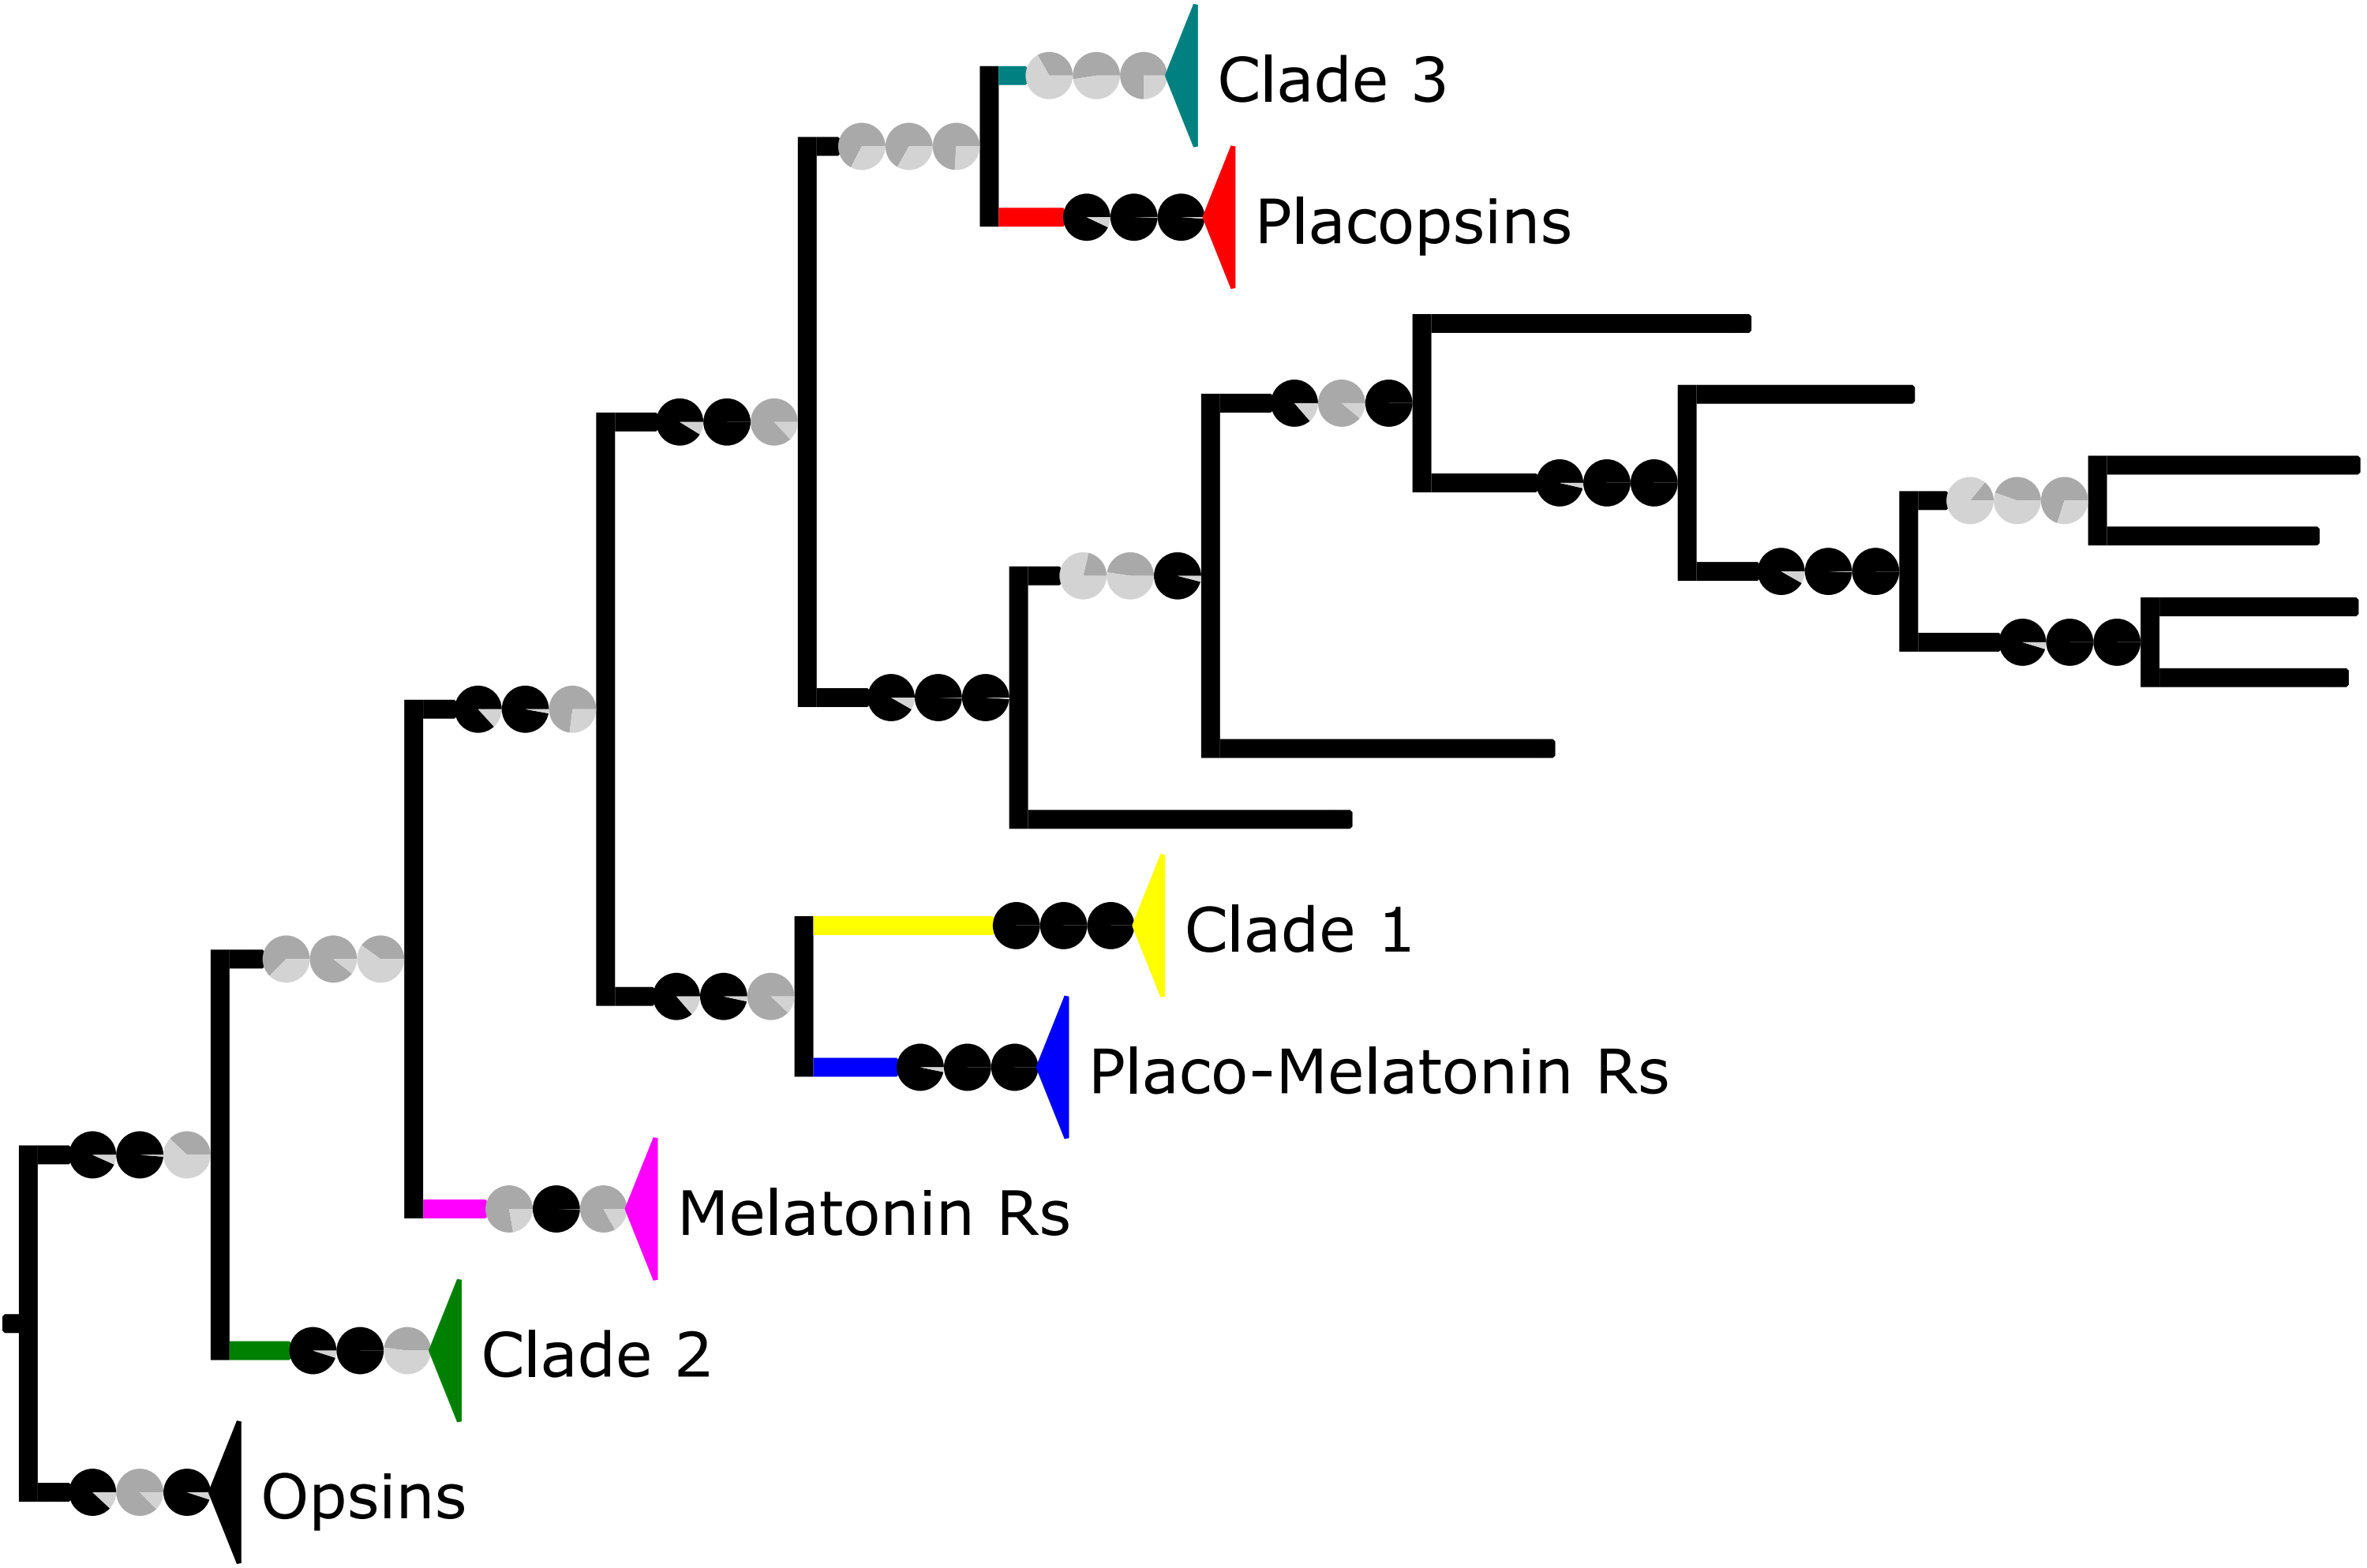 Clade 3
Placopsins
Clade 1
Placo-Melatonin Rs
Melatonin Rs
Clade 2
Opsins